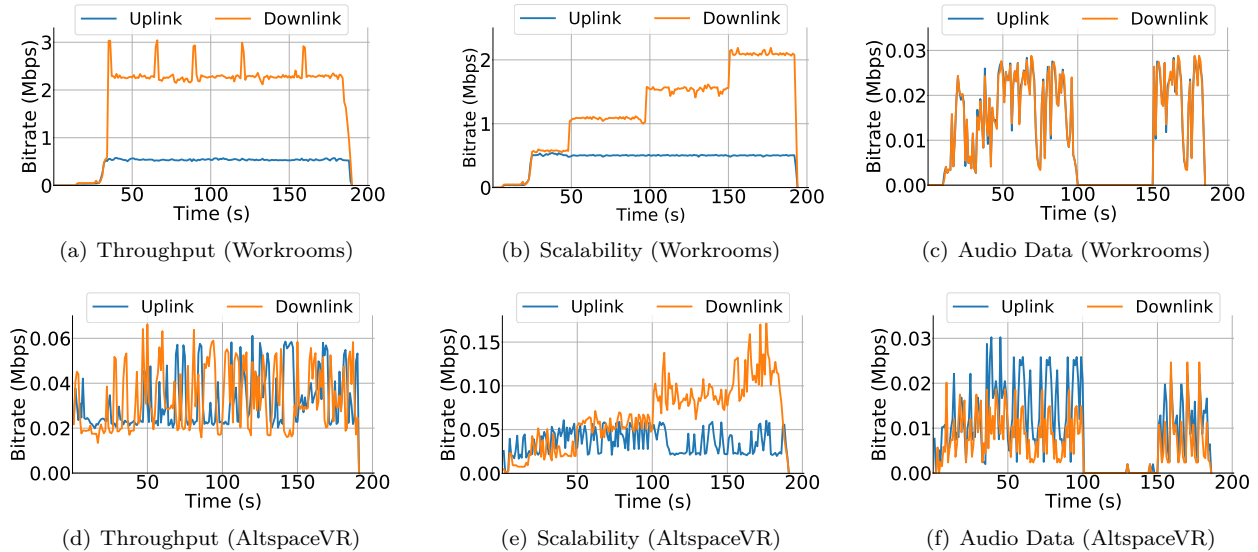 Uplink Downlink
Bitrate (Mbps)
3
2
1
0
50 100 150 200
Time (s)
(a) Throughput (Workrooms)
Uplink Downlink
Bitrate (Mbps)
2
1
0
50 100 150 200
Time (s)
(b) Scalability (Workrooms)
Uplink Downlink
Bitrate (Mbps)
0.03
0.02
0.01
0.00
50 100 150 200
Time (s)
(c) Audio Data (Workrooms)
Uplink Downlink
Bitrate (Mbps)
0.06
0.04
0.02
0.00
50 100 150 200
Time (s)
(d) Throughput (AltspaceVR)
Uplink Downlink
Bitrate (Mbps)
0.15
0.10
0.05
0.00
50 100 150 200
Time (s)
(e) Scalability (AltspaceVR)
Uplink Downlink
Bitrate (Mbps)
0.03
0.02
0.01
0.00
50 100 150 200
Time (s)
(f) Audio Data (AltspaceVR)